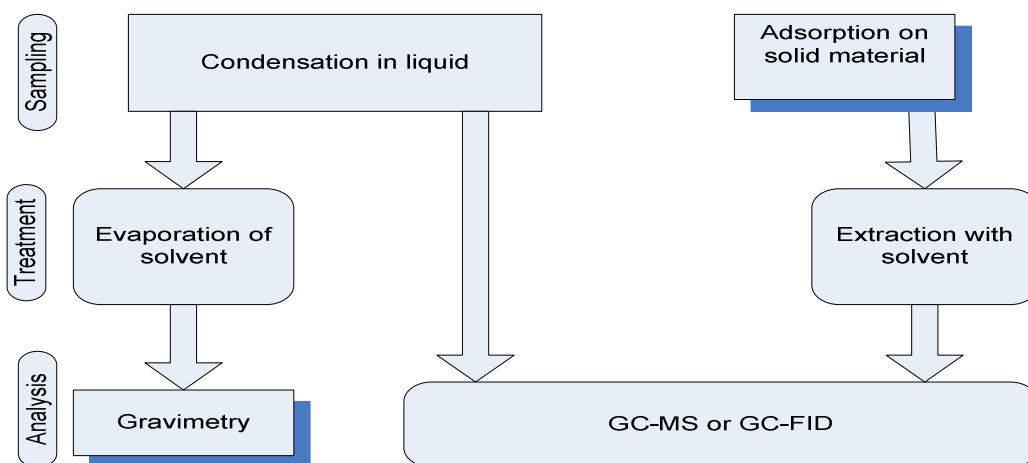 Sampling
Condensation in liquid
Adsorption on
solid material
Treatment
Evaporation of
solvent
Extraction with
solvent
Analysis
Gravimetry
GC-MS or GC-FID